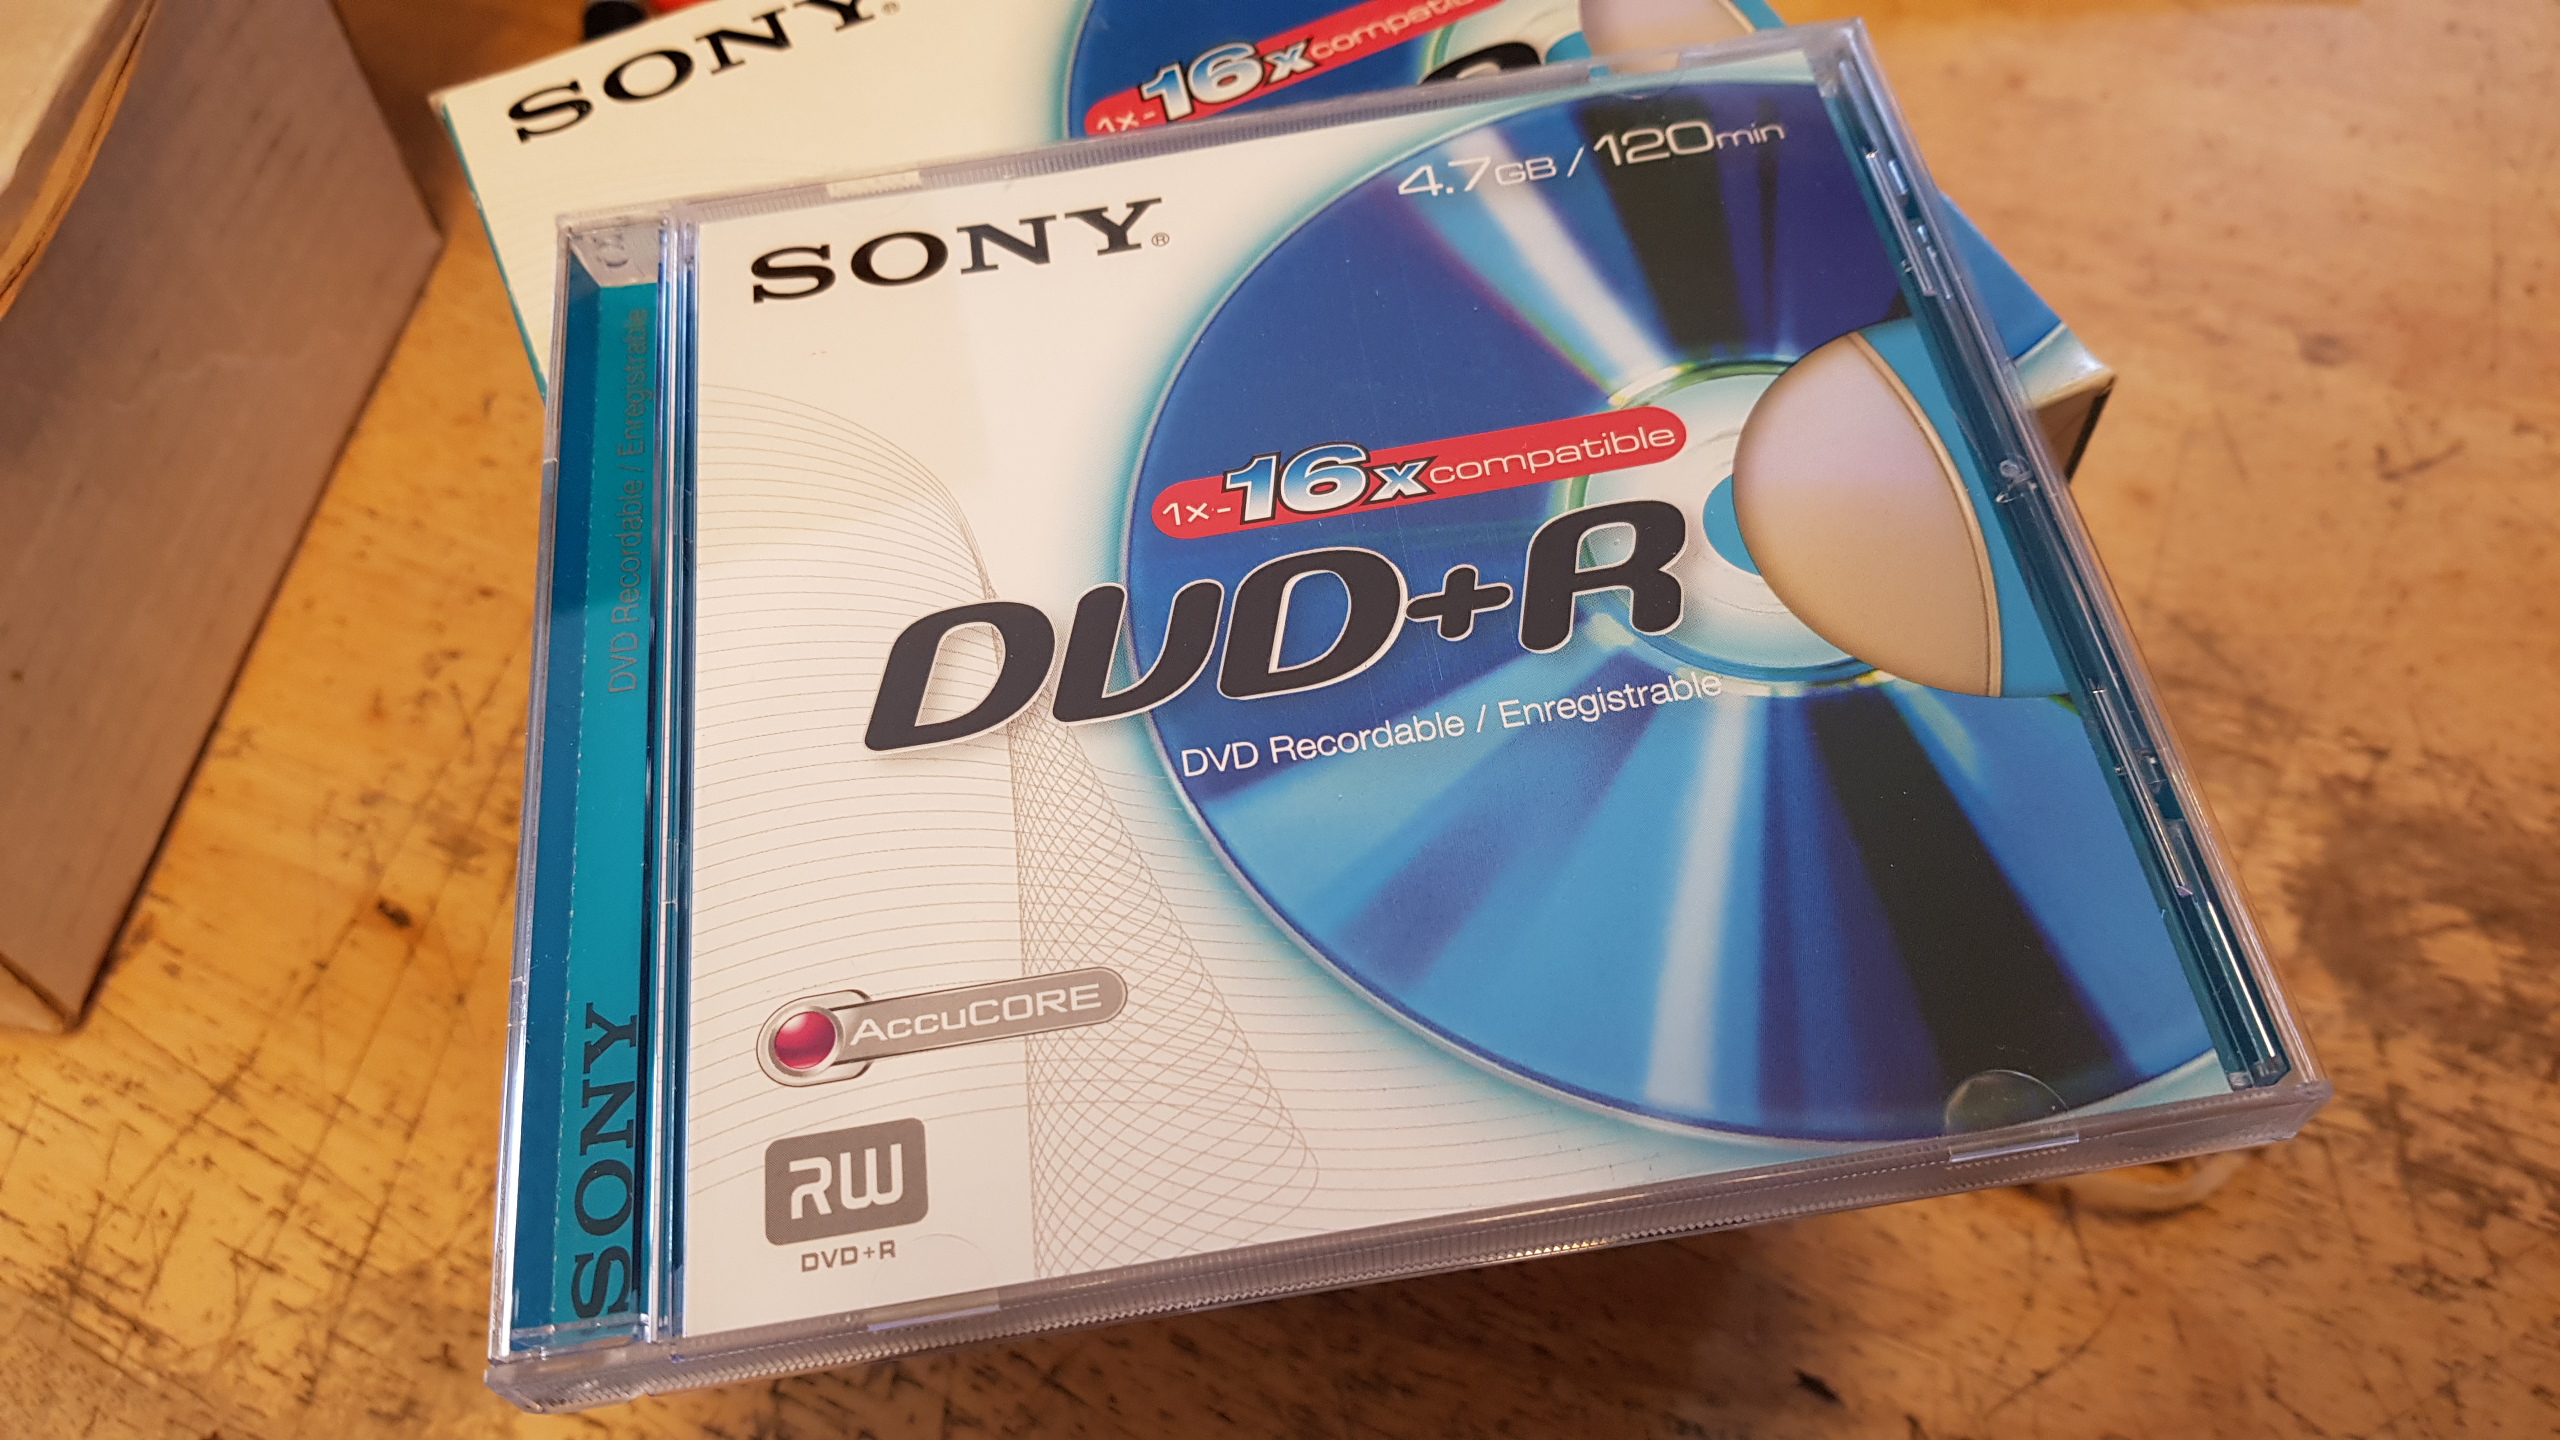 SONY®
1x-16x compatible
SONY®
4.7GB / 120min
1x-16x compatible
DVD+R
DVD Recordable / Enregistrable
AccuCORE
RW
DVD+R
SONY
DVD Recordable / Enregistrable